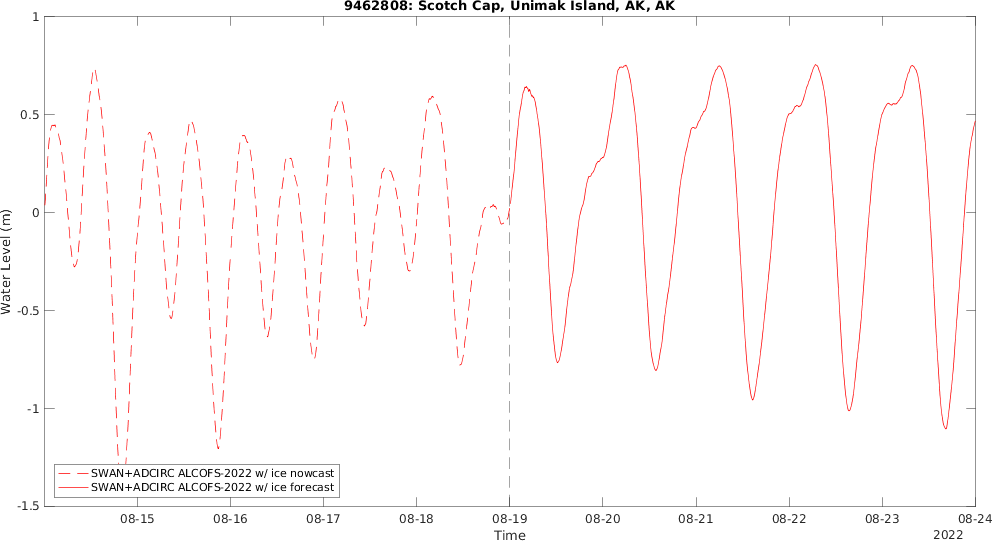 9462808: Scotch Cap, Unimak Island, AK, AK
1
0.5
0
-0.5
-1
-1.5
Water Level (m)
SWAN+ADCIRC ALCOFS-2022 w/ ice nowcast
SWAN+ADCIRC ALCOFS-2022 w/ ice forecast
08-15 08-16 08-17 08-18 08-19 08-20 08-21 08-22 08-23 08-24
Time 2022